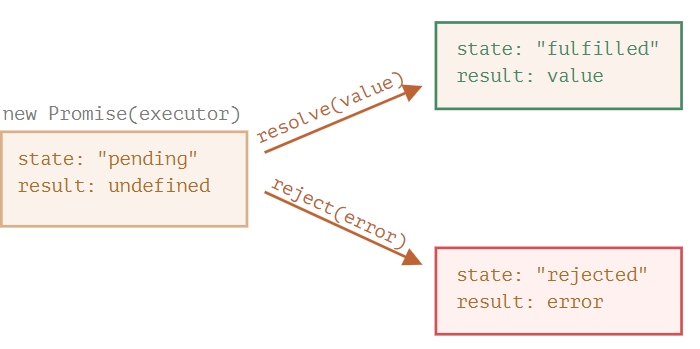 new Promise(executor)
state: "pending"
result: undefined
resolve(value)
reject(error)
state: "fulfilled"
result: value
state: "rejected"
result: error